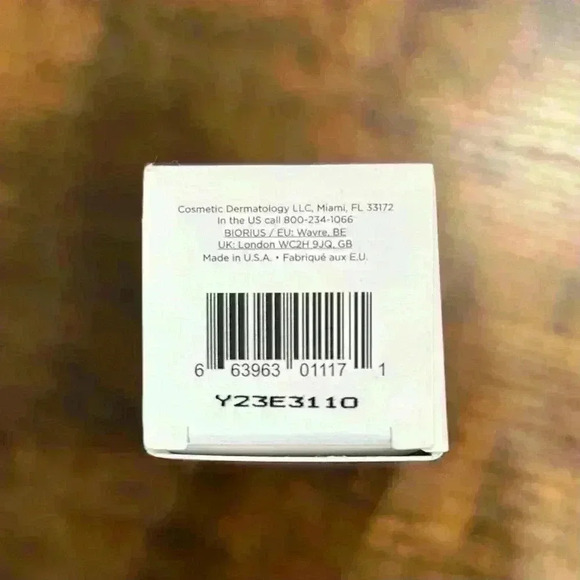 Cosmetic Dermatology LLC, Miami, FL 33172
In the US call 800-234-1066
BIORIUS / EU: Wavre, BE
UK: London WC2H 9JQ, GB
Made in U.S.A. • Fabriqué aux E.U.
6 63963 01117 1
Y23E3110